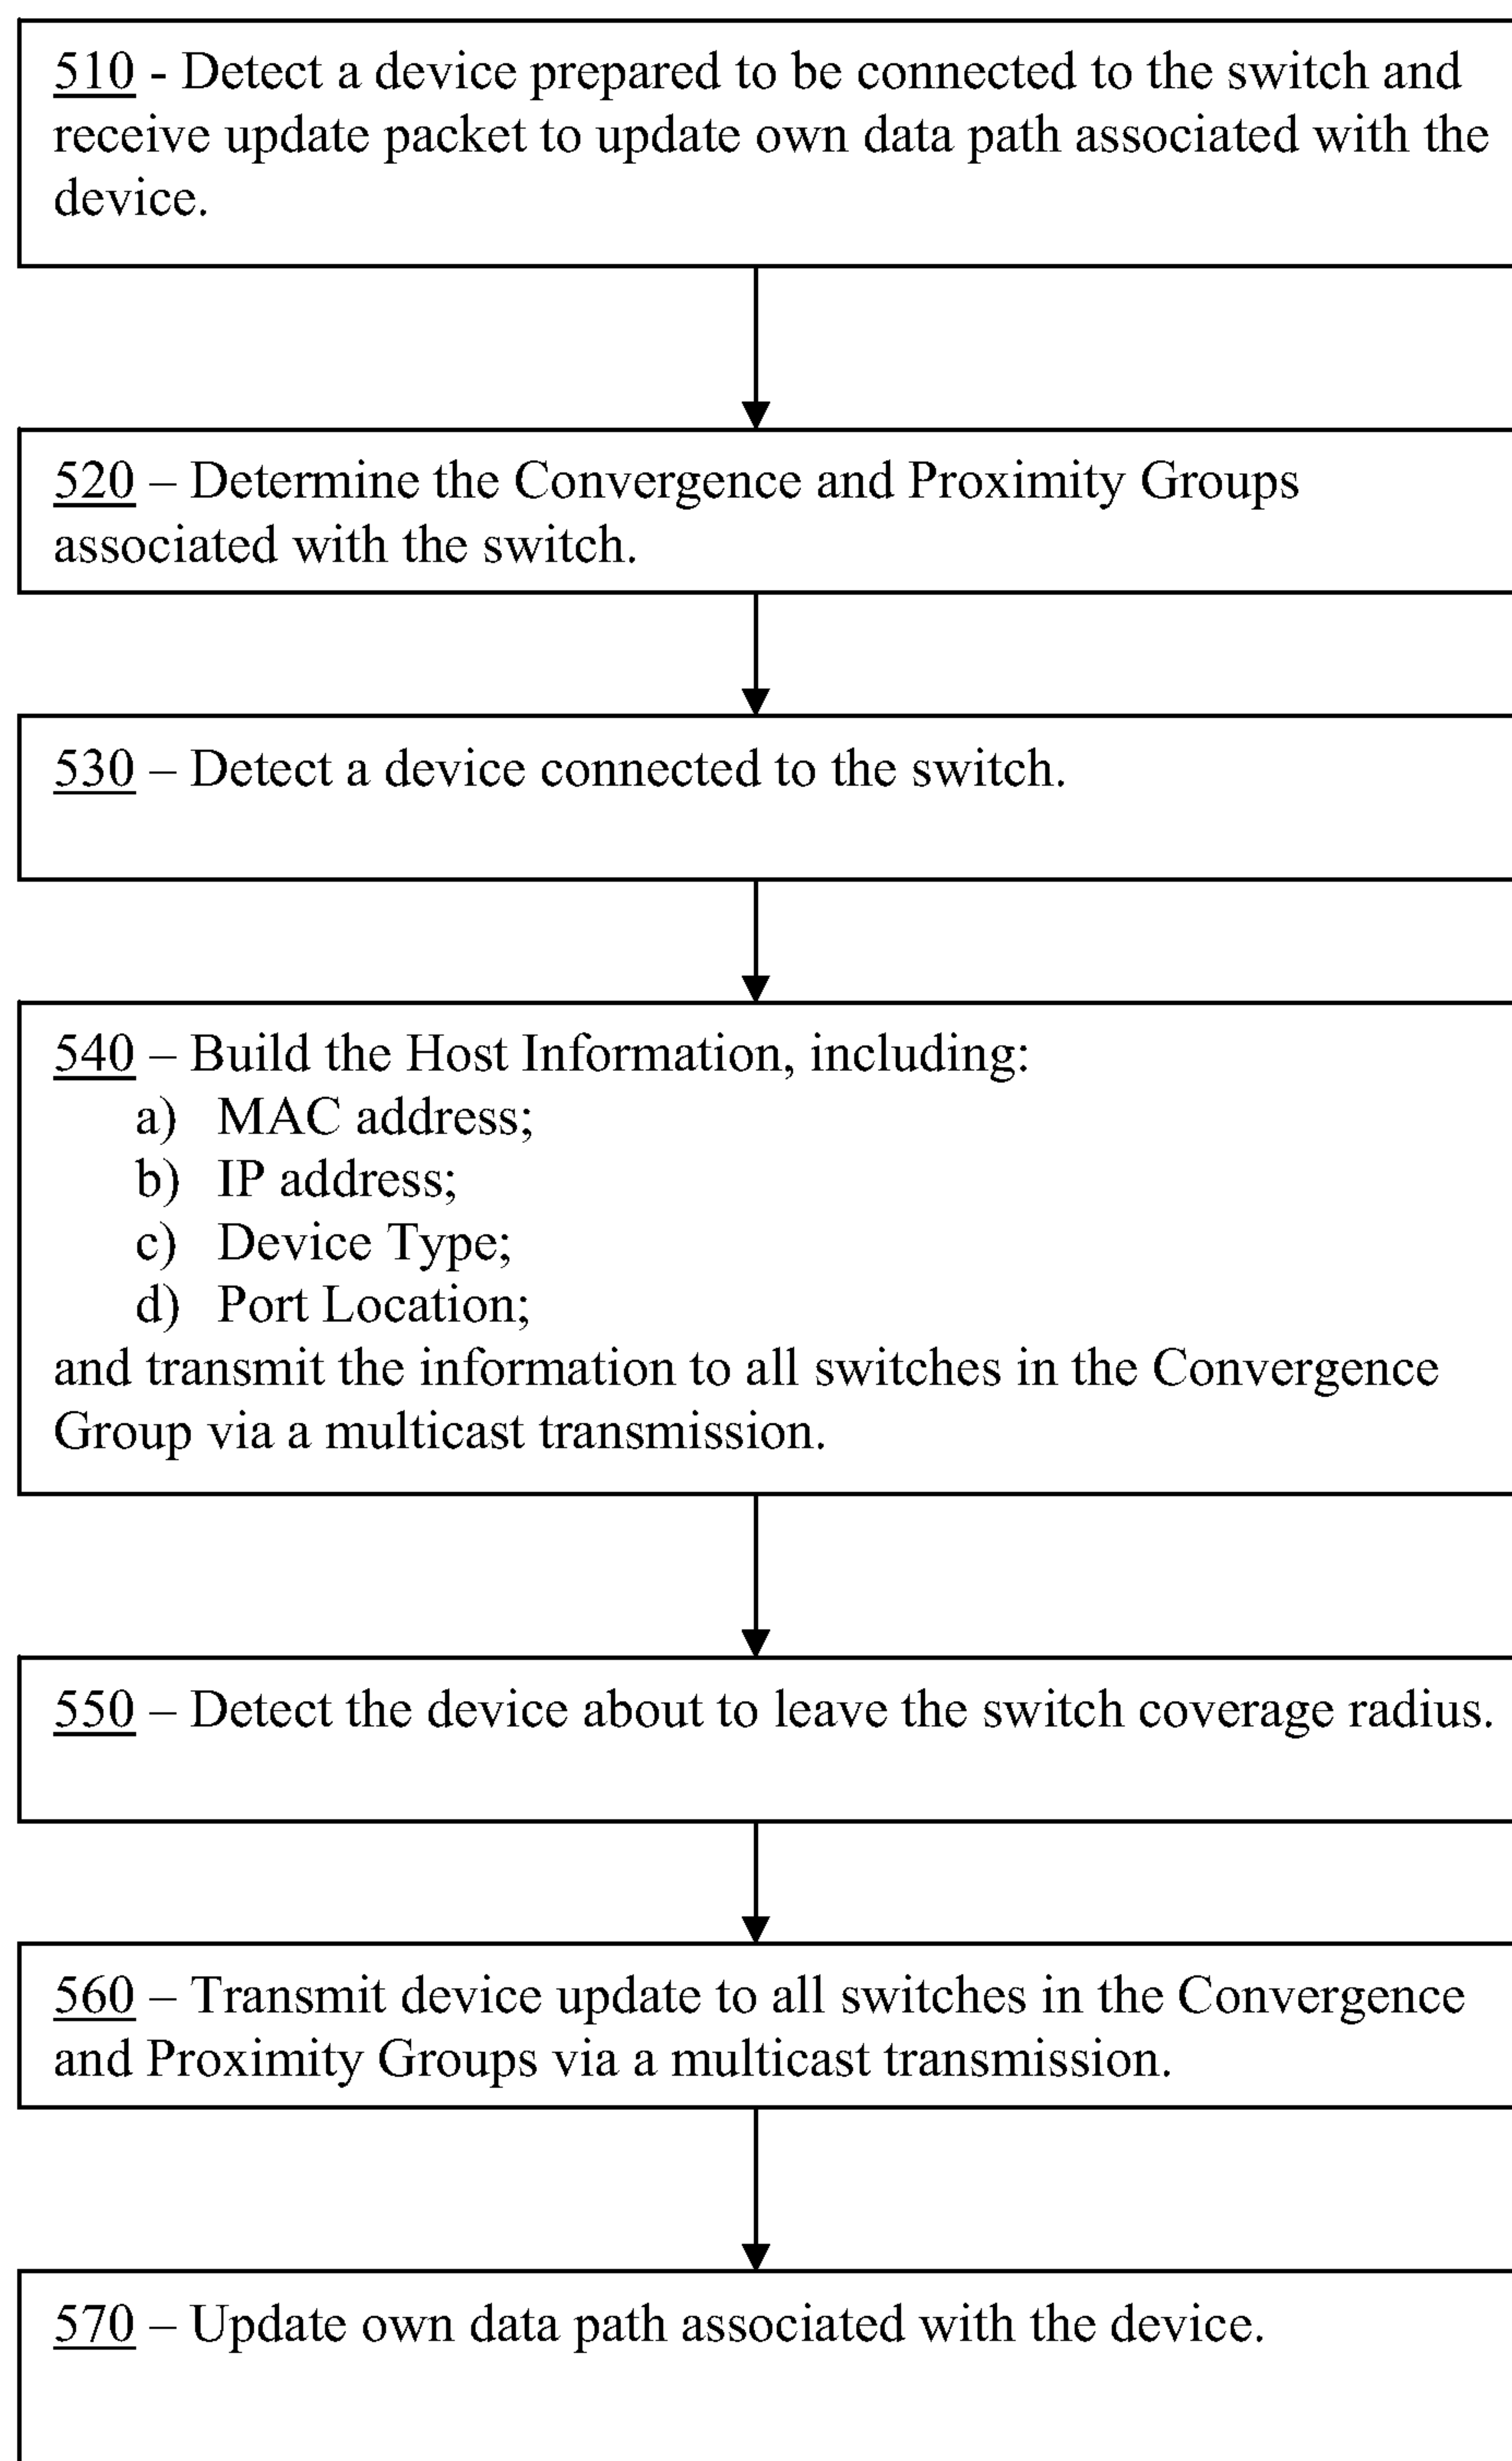 510 - Detect a device prepared to be connected to the switch and
receive update packet to update own data path associated with the
device.
520 – Determine the Convergence and Proximity Groups
associated with the switch.
530 – Detect a device connected to the switch.
540 – Build the Host Information, including:
a) MAC address;
b) IP address;
c) Device Type;
d) Port Location;
and transmit the information to all switches in the Convergence
Group via a multicast transmission.
550 – Detect the device about to leave the switch coverage radius.
560 – Transmit device update to all switches in the Convergence
and Proximity Groups via a multicast transmission.
570 – Update own data path associated with the device.